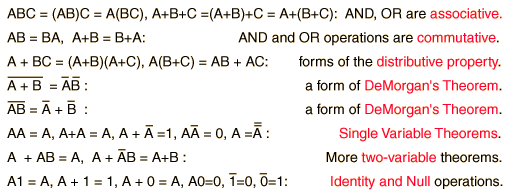 ABC = (AB)C = A(BC), A+B+C =(A+B)+C = A+(B+C): AND, OR are associative.
AB = BA, A+B = B+A: AND and OR operations are commutative.
A + BC = (A+B)(A+C), A(B+C) = AB + AC: forms of the distributive property.
A̅ ̅+̅ ̅B̅ = A̅B̅ : a form of DeMorgan's Theorem.
A̅B̅ = A̅ + B̅ : a form of DeMorgan's Theorem.
AA = A, A+A = A, A + A̅ =1, AA̅ = 0, A =A̿ : Single Variable Theorems.
A + AB = A, A + A̅B = A+B : More two-variable theorems.
A1 = A, A + 1 = 1, A + 0 = A, A0=0, 1̅=0, 0̅=1: Identity and Null operations.